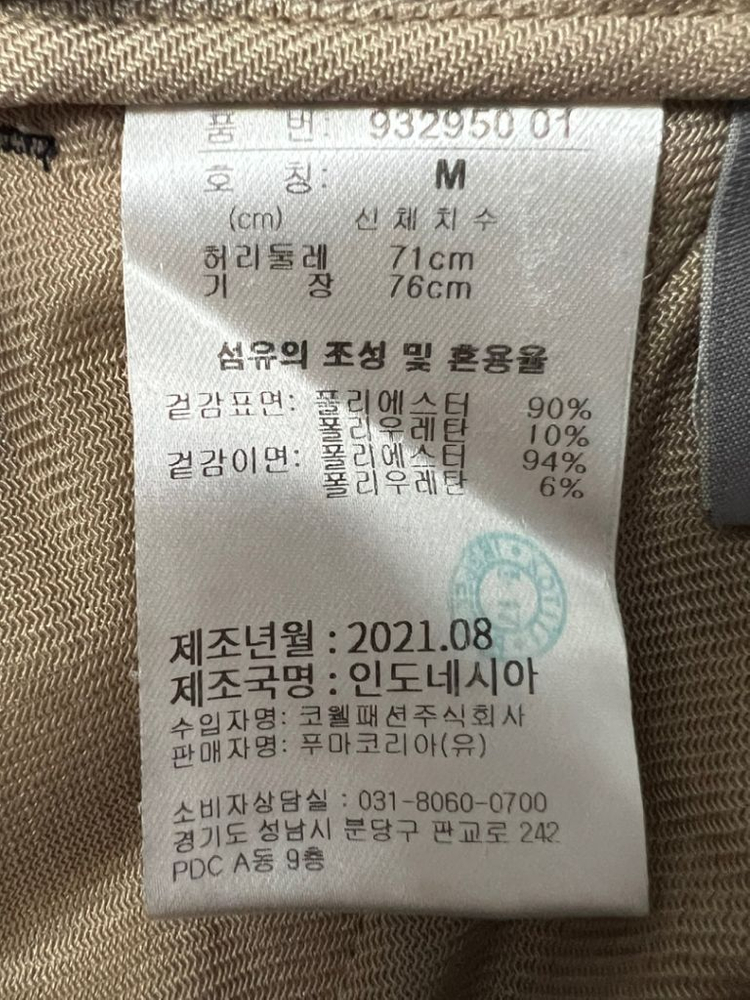 품 번: 932950 01
호 칭: M
(cm) 신체치수
허리둘레 71cm
기 장 76cm
섬유의 조성 및 혼용율
겉감표면: 폴리에스터 90%
폴리우레탄 10%
겉감이면: 폴리에스터 94%
폴리우레탄 6%
제조년월 : 2021.08
제조국명 : 인도네시아
수입자명: 코웰패션주식회사
판매자명: 푸마코리아(유)
소비자상담실 : 031-8060-0700
경기도 성남시 분당구 판교로 242
PDC A동 9층